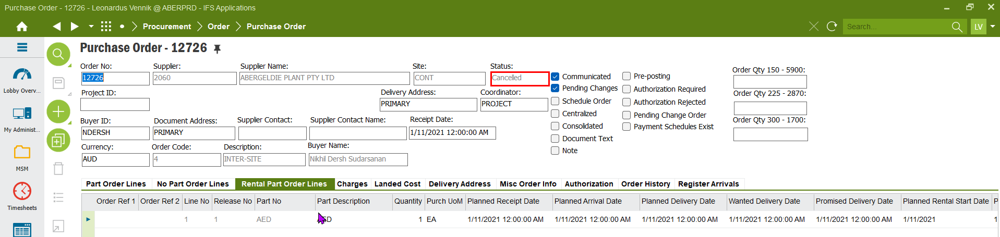 Purchase Order - 12726 - Leonardus Vennik @ ABERPRD - IFS Applications
Procurement Order Purchase Order
Search...
LV
Purchase Order - 12726
Order No: Supplier: Supplier Name: Site: Status:
12726 2060 ABERGELDIE PLANT PTY LTD CONT Cancelled
Project ID: Delivery Address: Coordinator:
PRIMARY PROJECT
Buyer ID: Document Address: Supplier Contact: Supplier Contact Name: Receipt Date:
NDERSH PRIMARY 1/11/2021 12:00:00 AM
Currency: Order Code: Description: Buyer Name:
AUD 4 INTER-SITE Nikhil Dersh Sudarsanan
Communicated
Pending Changes
Schedule Order
Centralized
Consolidated
Document Text
Note
Pre-posting
Authorization Required
Authorization Rejected
Pending Change Order
Payment Schedules Exist
Order Qty 150 - 5900:
Order Qty 225 - 2870:
Order Qty 300 - 1700:
Lobby Overv...
My Administ...
MSM
Timesheets
Part Order Lines No Part Order Lines Rental Part Order Lines Charges Landed Cost Delivery Address Misc Order Info Authorization Order History Register Arrivals
Order Ref 1 Order Ref 2 Line No Release No Part No Part Description Quantity Purch UoM Planned Receipt Date Planned Arrival Date Planned Delivery Date Wanted Delivery Date Promised Delivery Date Planned Rental Start Date P
1 1 AED AED 1 EA 1/11/2021 12:00:00 AM 1/11/2021 12:00:00 AM 1/11/2021 12:00:00 AM 1/11/2021 12:00:00 AM 1/11/2021 12:00:00 AM 1/11/2021 1